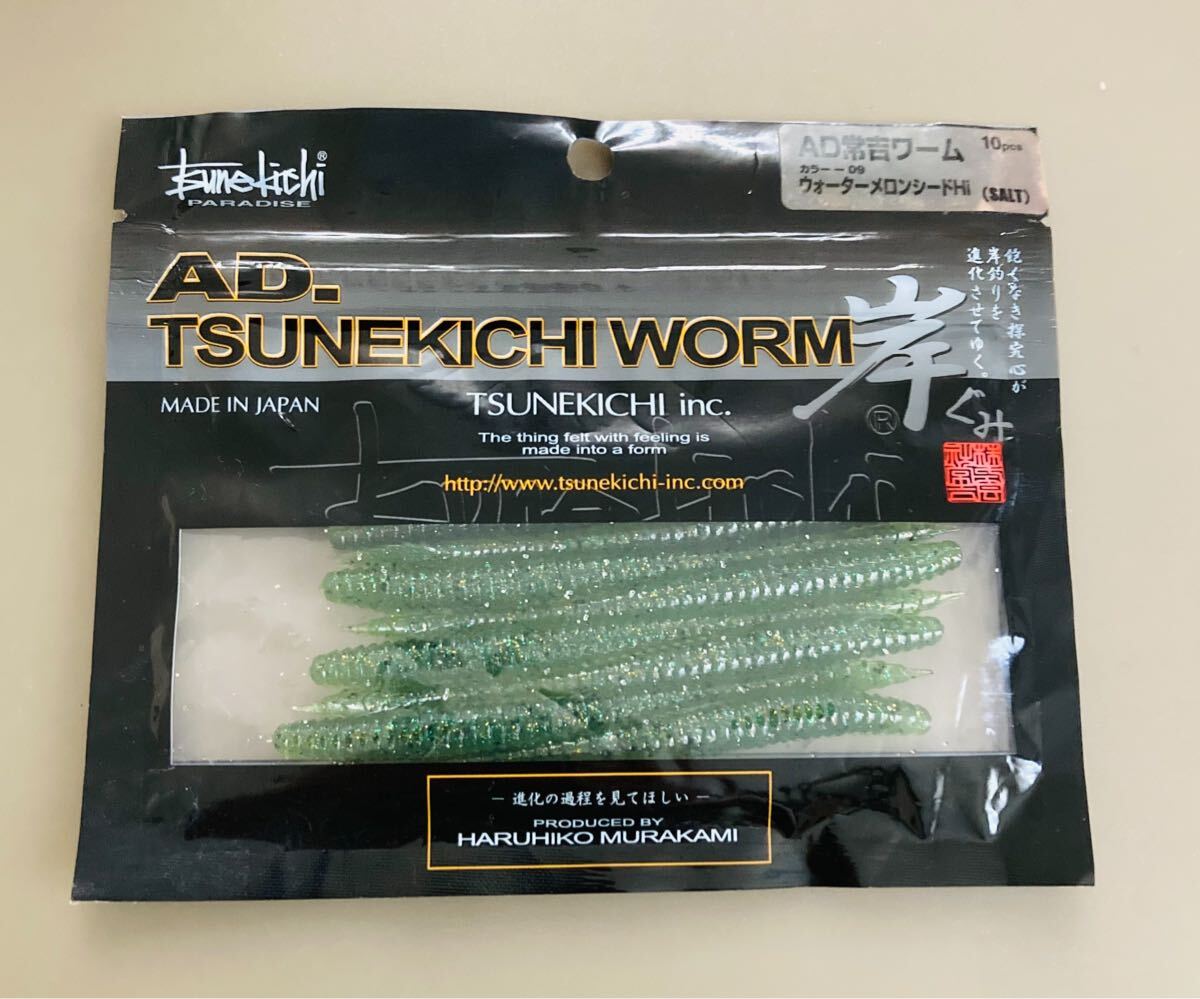 Tsunekichi®
PARADISE
AD常吉ワーム
10pcs
カラー－09
ウォーターメロンシードHi (SALT)
AD.
TSUNEKICHI WORM
岸
ぐみ
®
飽くなき探究心が
岸釣りを
進化させてゆく。
MADE IN JAPAN
TSUNEKICHI inc.
The thing felt with feeling is
made into a form
http://www.tsunekichi-inc.com
Tsunekichi
― 進化の過程を見てほしい ―
PRODUCED BY
HARUHIKO MURAKAMI